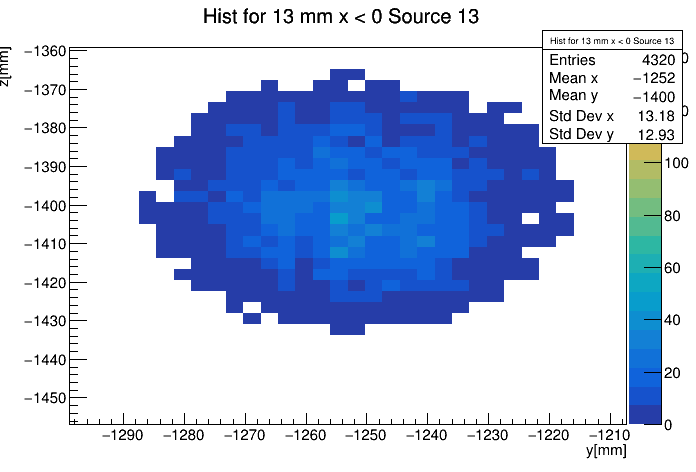 Hist for 13 mm x < 0 Source 13
Hist for 13 mm x < 0 Source 13
Entries 4320
Mean x −1252
Mean y −1400
Std Dev x 13.18
Std Dev y 12.93
z[mm]
−1360
−1370
−1380
−1390
−1400
−1410
−1420
−1430
−1440
−1450
−1290 −1280 −1270 −1260 −1250 −1240 −1230 −1220 −1210
y[mm]
100
80
60
40
20
0